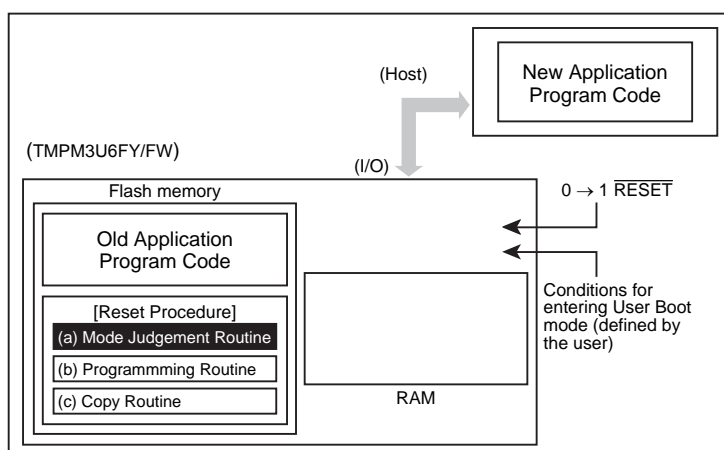 (Host)
New Application
Program Code
(TMPM3U6FY/FW)
(I/O)
Flash memory
0 → 1 RESET
Old Application
Program Code
Conditions for
entering User Boot
mode (defined by
the user)
[Reset Procedure]
(a) Mode Judgement Routine
(b) Programmming Routine
(c) Copy Routine
RAM